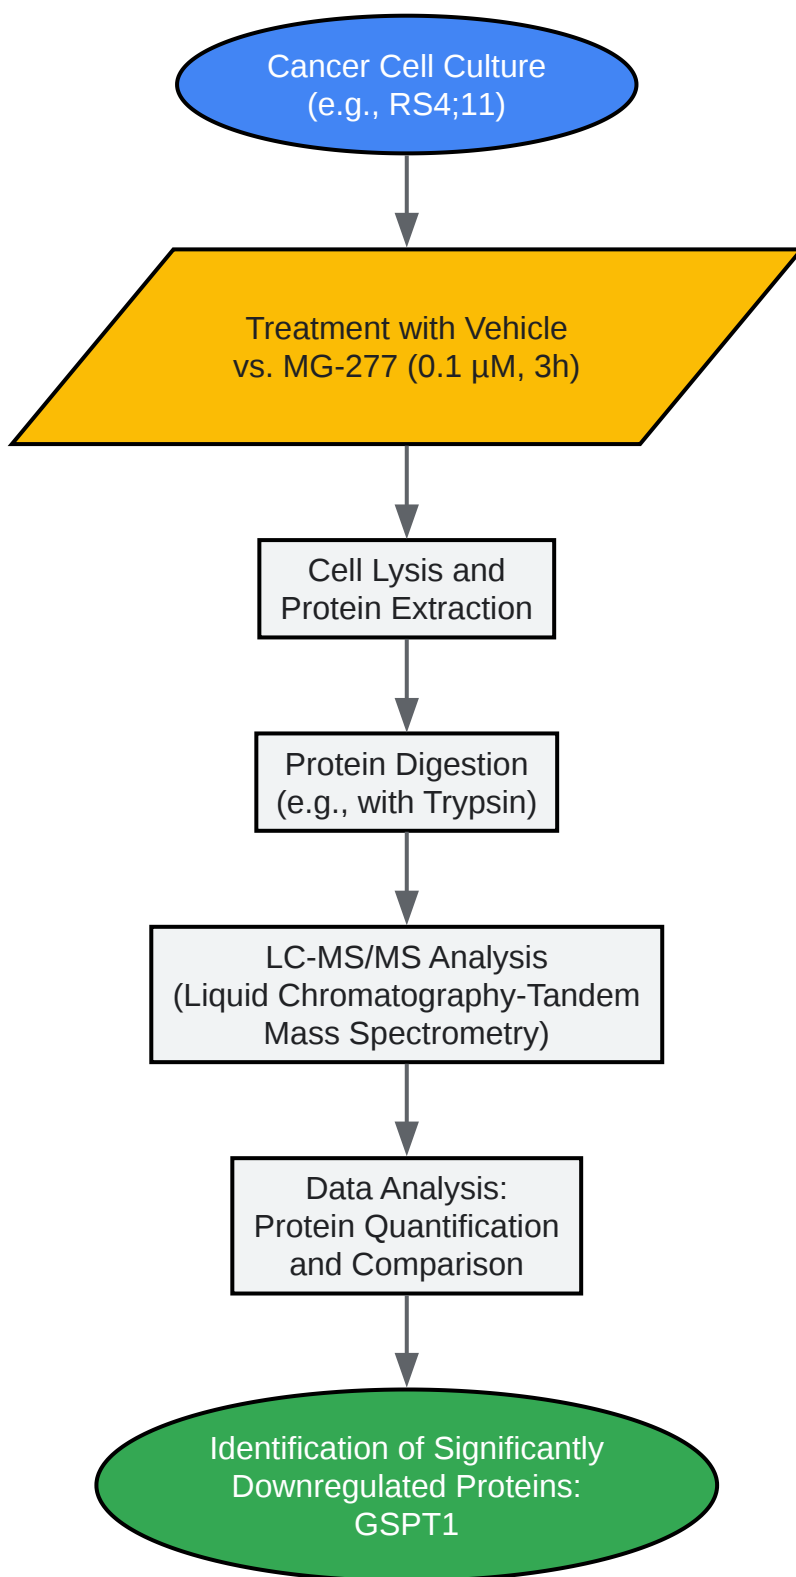 Cancer Cell Culture
(e.g., RS4;11)
Treatment with Vehicle
vs. MG-277 (0.1 µM, 3h)
Cell Lysis and
Protein Extraction
Protein Digestion
(e.g., with Trypsin)
LC-MS/MS Analysis
(Liquid Chromatography-Tandem
Mass Spectrometry)
Data Analysis:
Protein Quantification
and Comparison
Identification of Significantly
Downregulated Proteins:
GSPT1